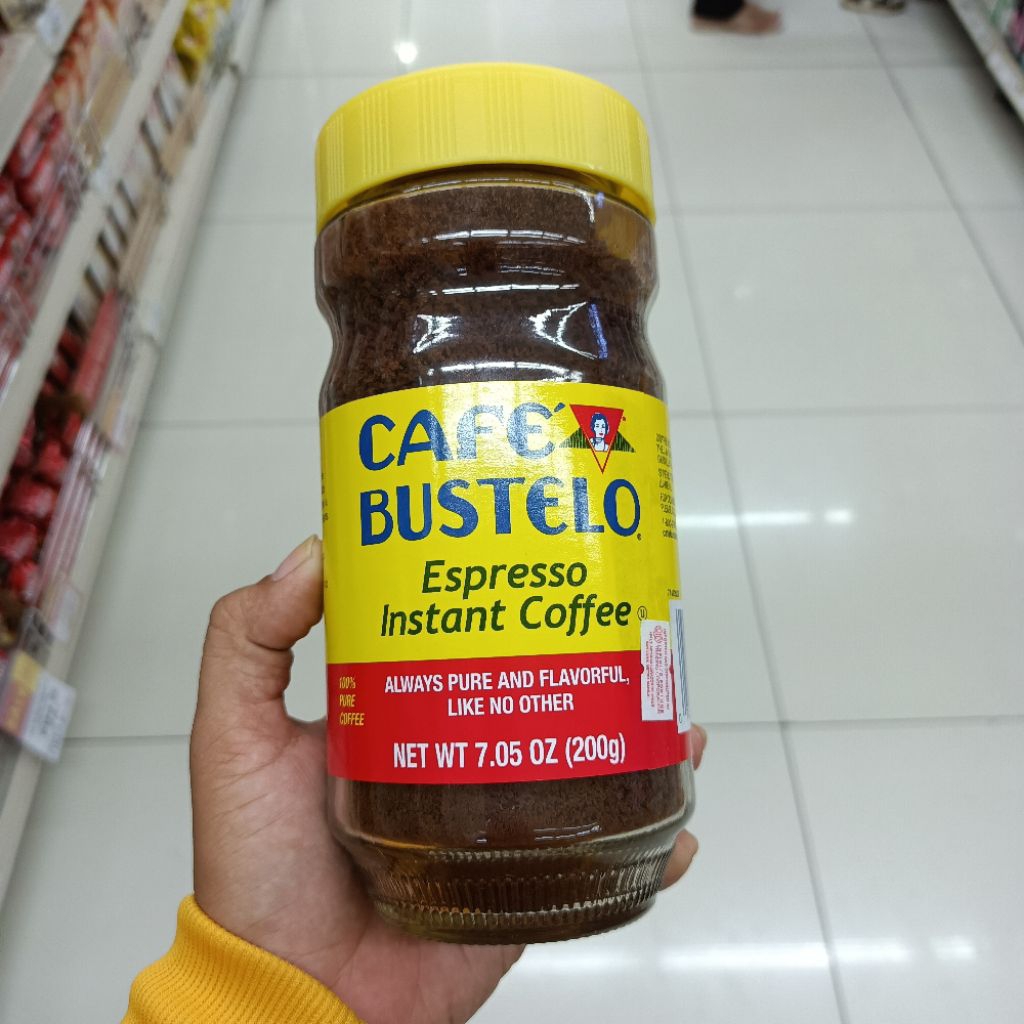 CAFÉ
BUSTELO
Espresso
Instant Coffee
100%
PURE
COFFEE
ALWAYS PURE AND FLAVORFUL,
LIKE NO OTHER
NET WT 7.05 OZ (200g)